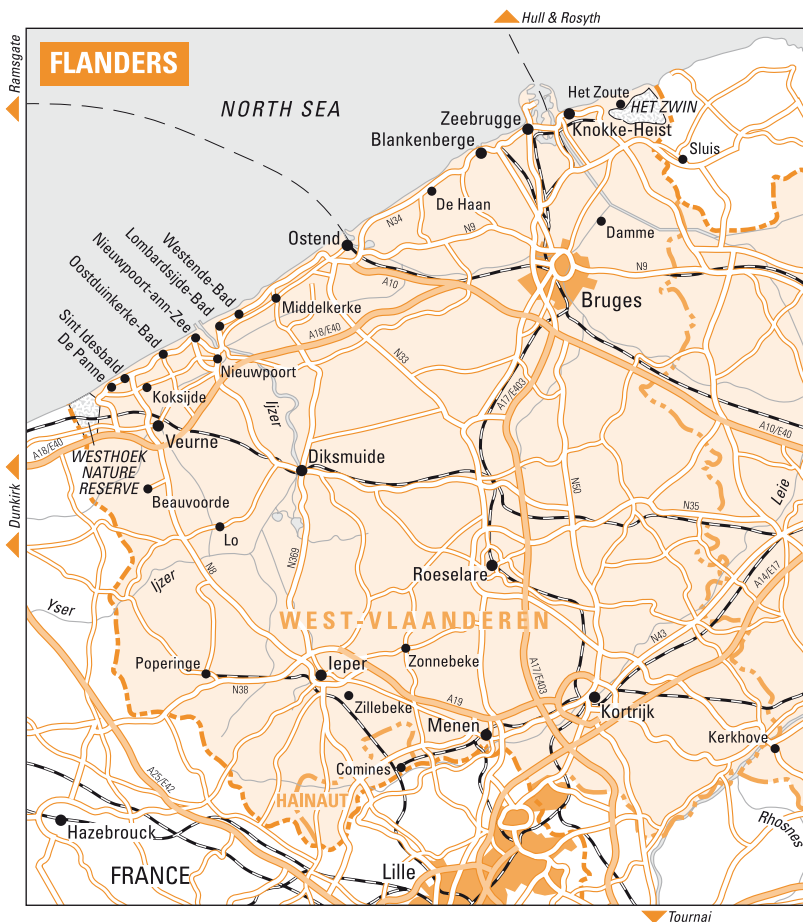 Hull & Rosyth
Ramsgate
FLANDERS
NORTH SEA
Het Zoute
HET ZWIN
Zeebrugge
Knokke-Heist
Blankenberge
Sluis
De Haan
N34
Damme
N9
Ostend
N9
Westende-Bad
Lombardsijde-Bad
Nieuwpoort-ann-Zee
Oostduinkerke-Bad
Sint Idesbald
De Panne
A10
Middelkerke
Bruges
A18/E40
N33
Nieuwpoort
Koksijde
Ijzer
A17/E403
Veurne
A10/E40
A18/E40
WESTHOEK
NATURE
RESERVE
Diksmuide
Dunkirk
Beauvoorde
N50
N35
Leie
Lo
N369
N8
Ijzer
Roeselare
A14/E17
Yser
WEST-VLAANDEREN
N43
Poperinge
Ieper
Zonnebeke
A17/E403
N38
Zillebeke
A19
Kortrijk
Menen
Kerkhove
Comines
A25/E42
HAINAUT
Rhosnes
Hazebrouck
FRANCE
Lille
Tournai